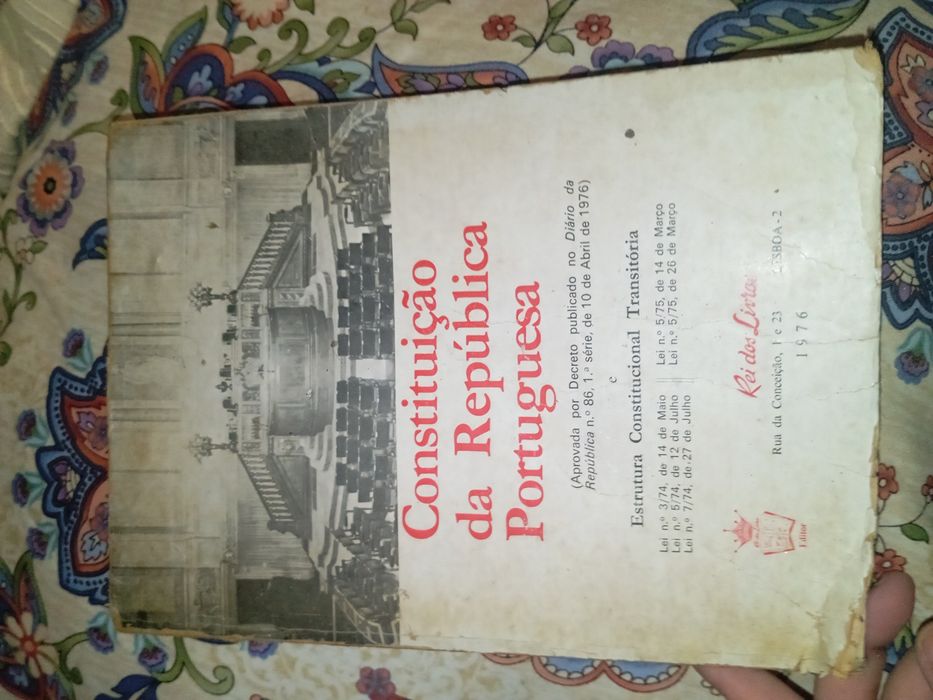 Constituição
da República
Portuguesa
(Aprovada por Decreto publicado no Diário da
República n.º 86, 1.ª série, de 10 de Abril de 1976)
e
Estrutura Constitucional Transitória
Lei n.º 3/74, de 14 de Maio
Lei n.º 5/74, de 12 de Julho
Lei n.º 7/74, de 27 de Julho
Lei n.º 5/75, de 14 de Março
Lei n.º 5/75, de 26 de Março
Rei dos Livros
Rua da Conceição, 1 e 23
LISBOA-2
1976
Editor